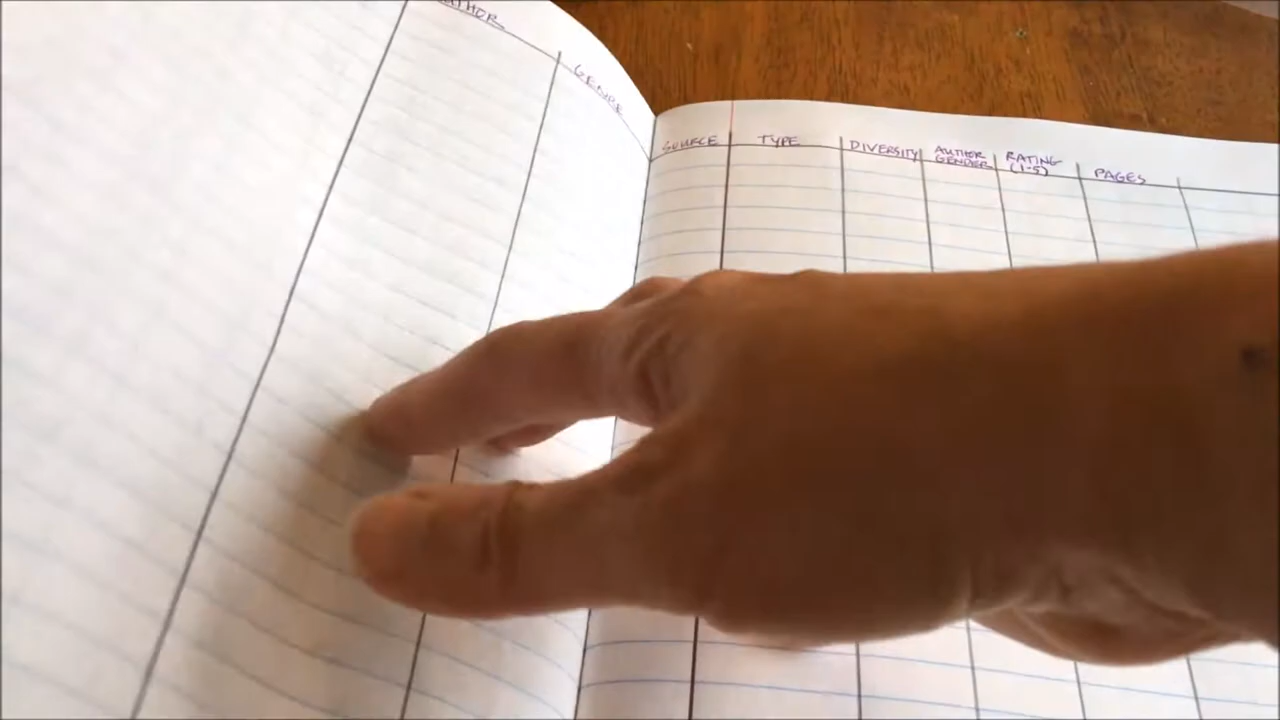 GENRE
SOURCE
TYPE
DIVERSITY
AUTHOR
GENDER
RATING
(1-5)
PAGES